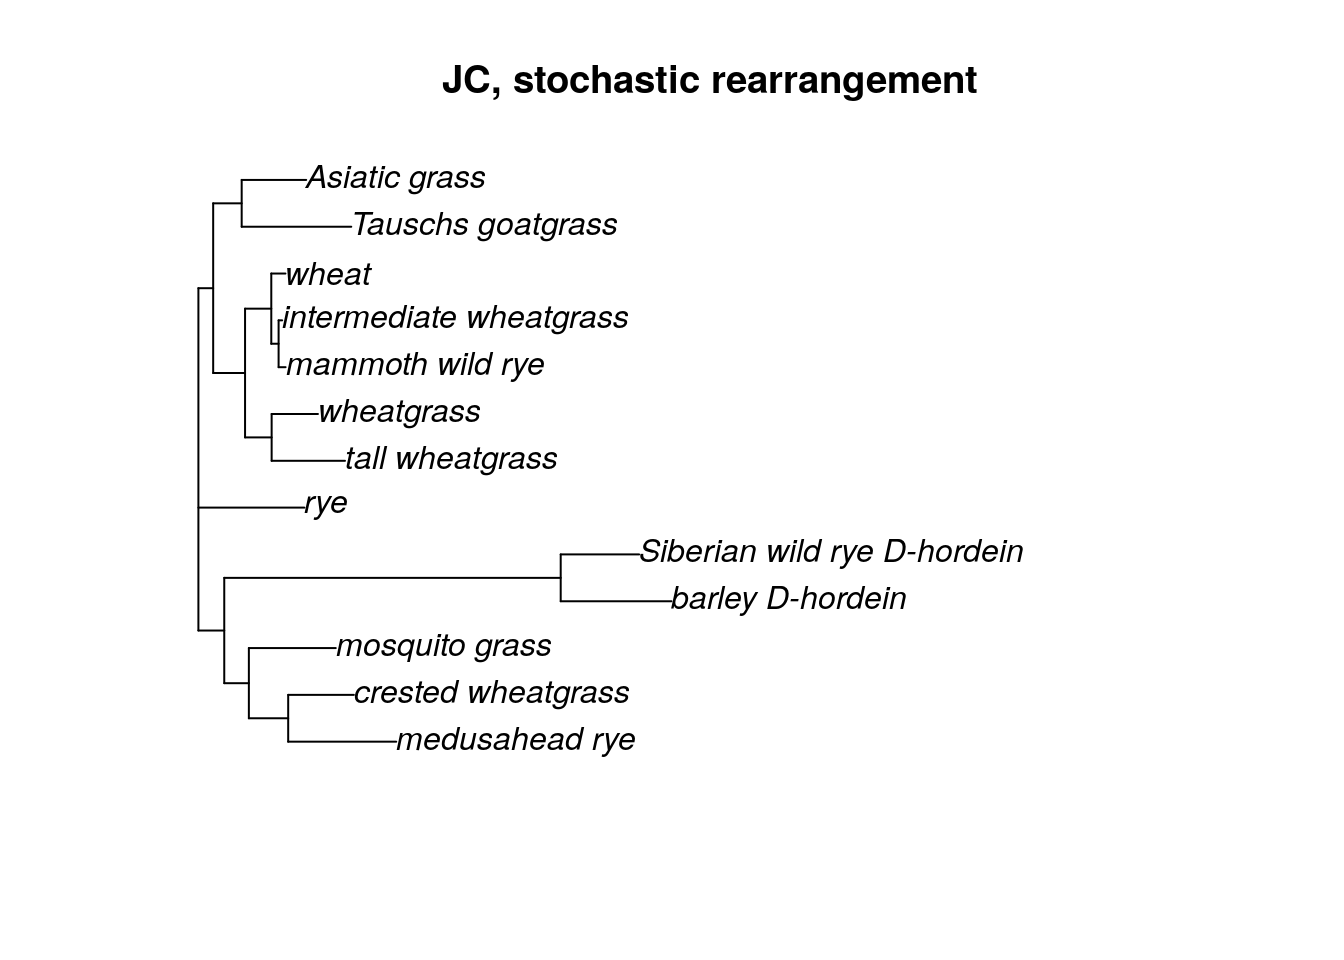 JC, stochastic rearrangement
Asiatic grass
Tauschs goatgrass
wheat
intermediate wheatgrass
mammoth wild rye
wheatgrass
tall wheatgrass
rye
Siberian wild rye D-hordein
barley D-hordein
mosquito grass
crested wheatgrass
medusahead rye